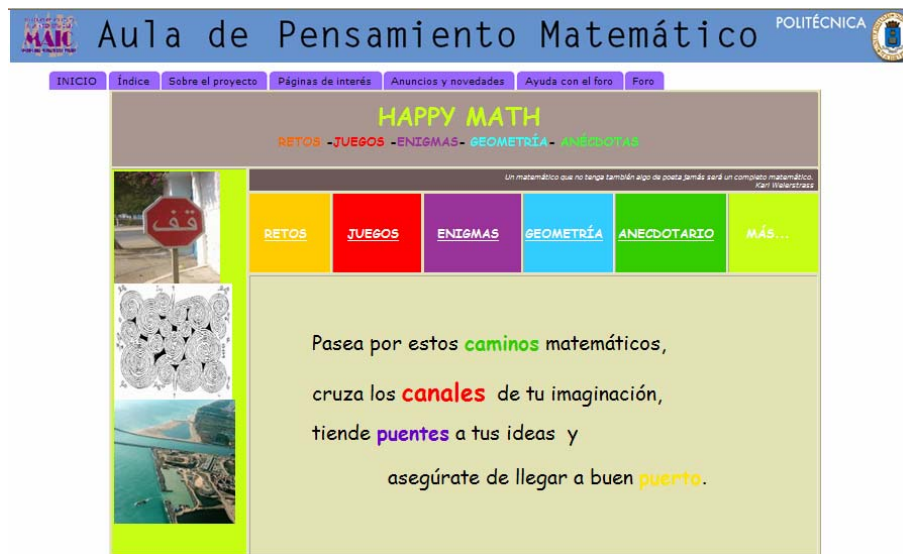 MAIC Aula de Pensamiento Matemático POLITÉCNICA
INICIO Índice Sobre el proyecto Páginas de interés Anuncios y novedades Ayuda con el foro Foro
HAPPY MATH
RETOS -JUEGOS -ENIGMAS- GEOMETRÍA- ANÉCDOTAS
Un matemático que no tenga también algo de poeta jamás será un completo matemático.
Karl Weierstrass
قف
RETOS JUEGOS ENIGMAS GEOMETRÍA ANECDOTARIO MÁS...
Pasea por estos caminos matemáticos,
cruza los canales de tu imaginación,
tiende puentes a tus ideas y
asegúrate de llegar a buen puerto.